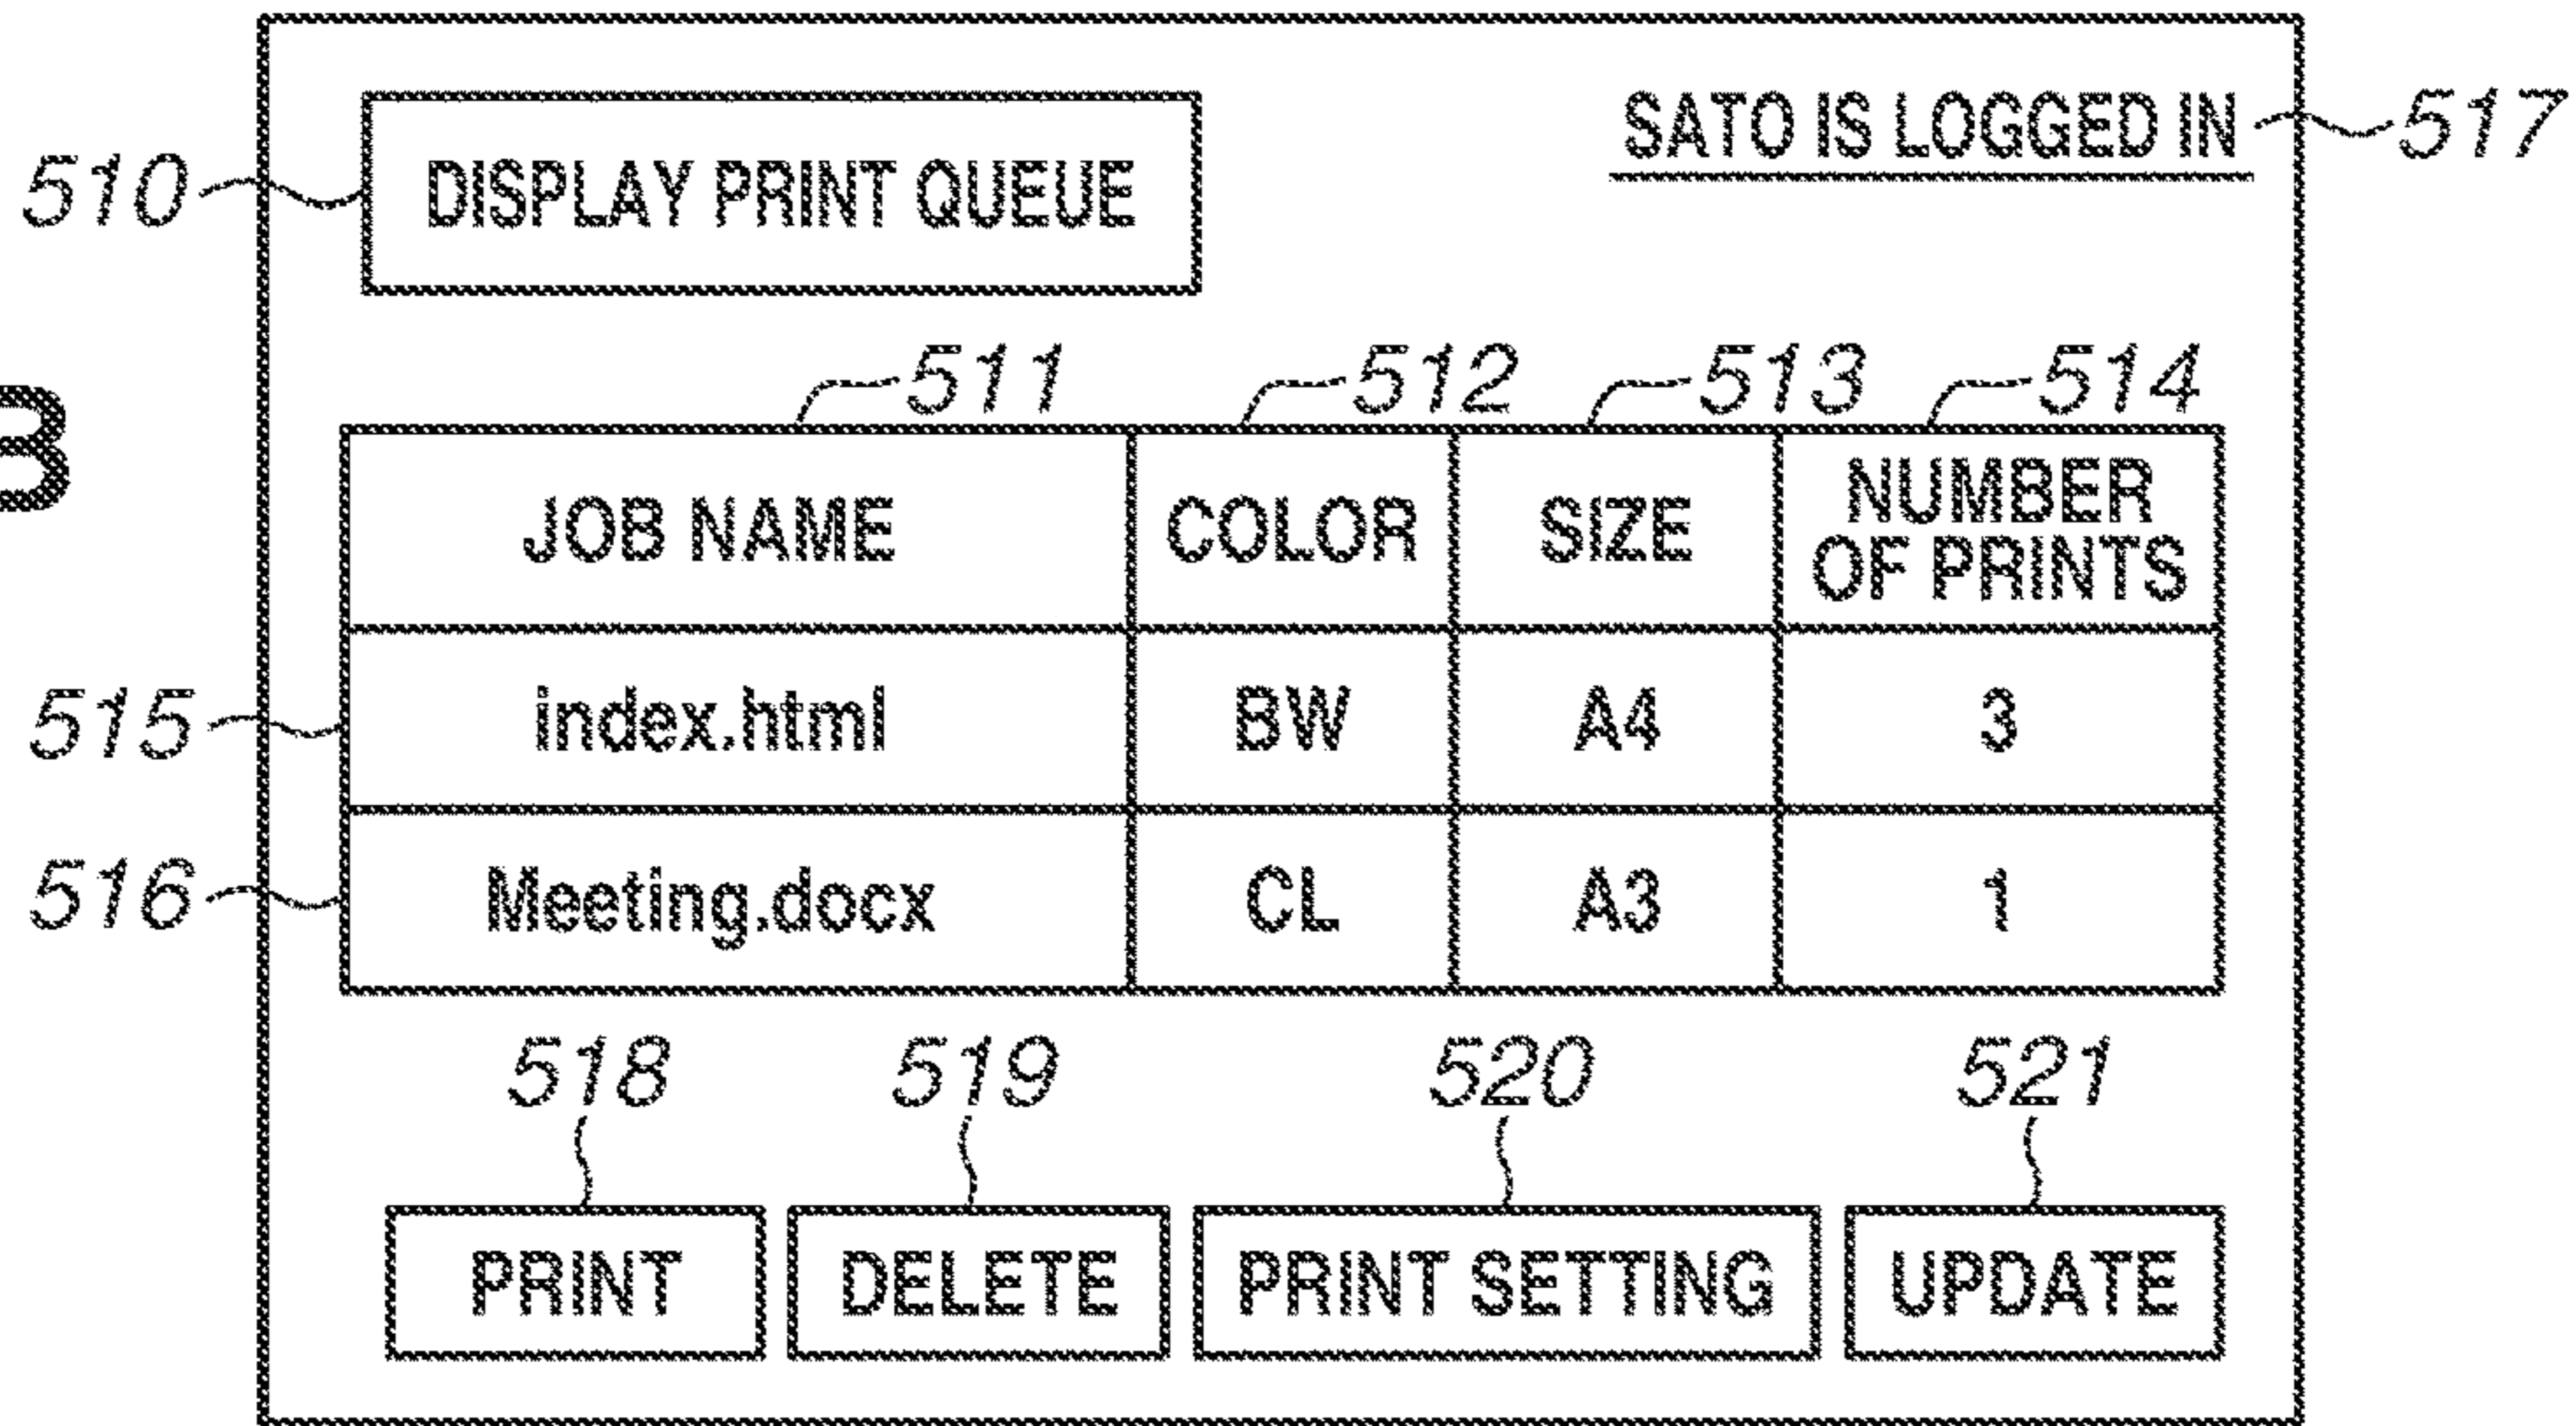 510 DISPLAY PRINT QUEUE SATO IS LOGGED IN 517
511 512 513 514
B
JOB NAME COLOR SIZE NUMBER OF PRINTS
515 index.html BW A4 3
516 Meeting.docx CL A3 1
518 519 520 521
PRINT DELETE PRINT SETTING UPDATE